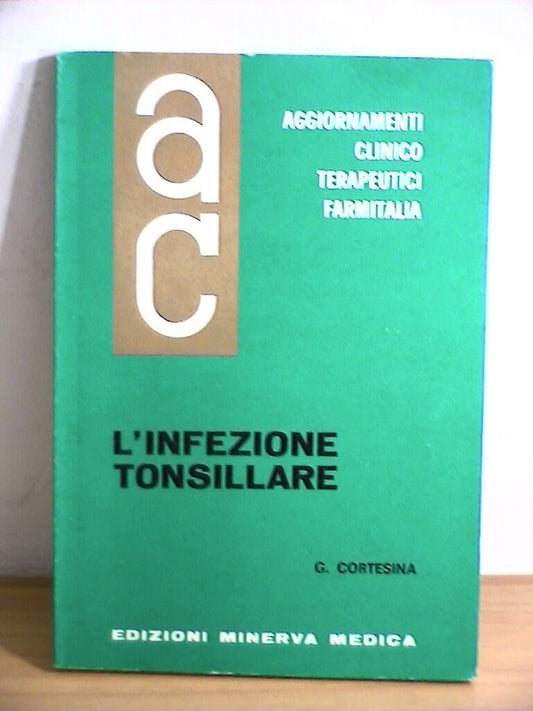 ac
AGGIORNAMENTI
CLINICO
TERAPEUTICI
FARMITALIA
L'INFEZIONE
TONSILLARE
G. CORTESINA
EDIZIONI MINERVA MEDICA